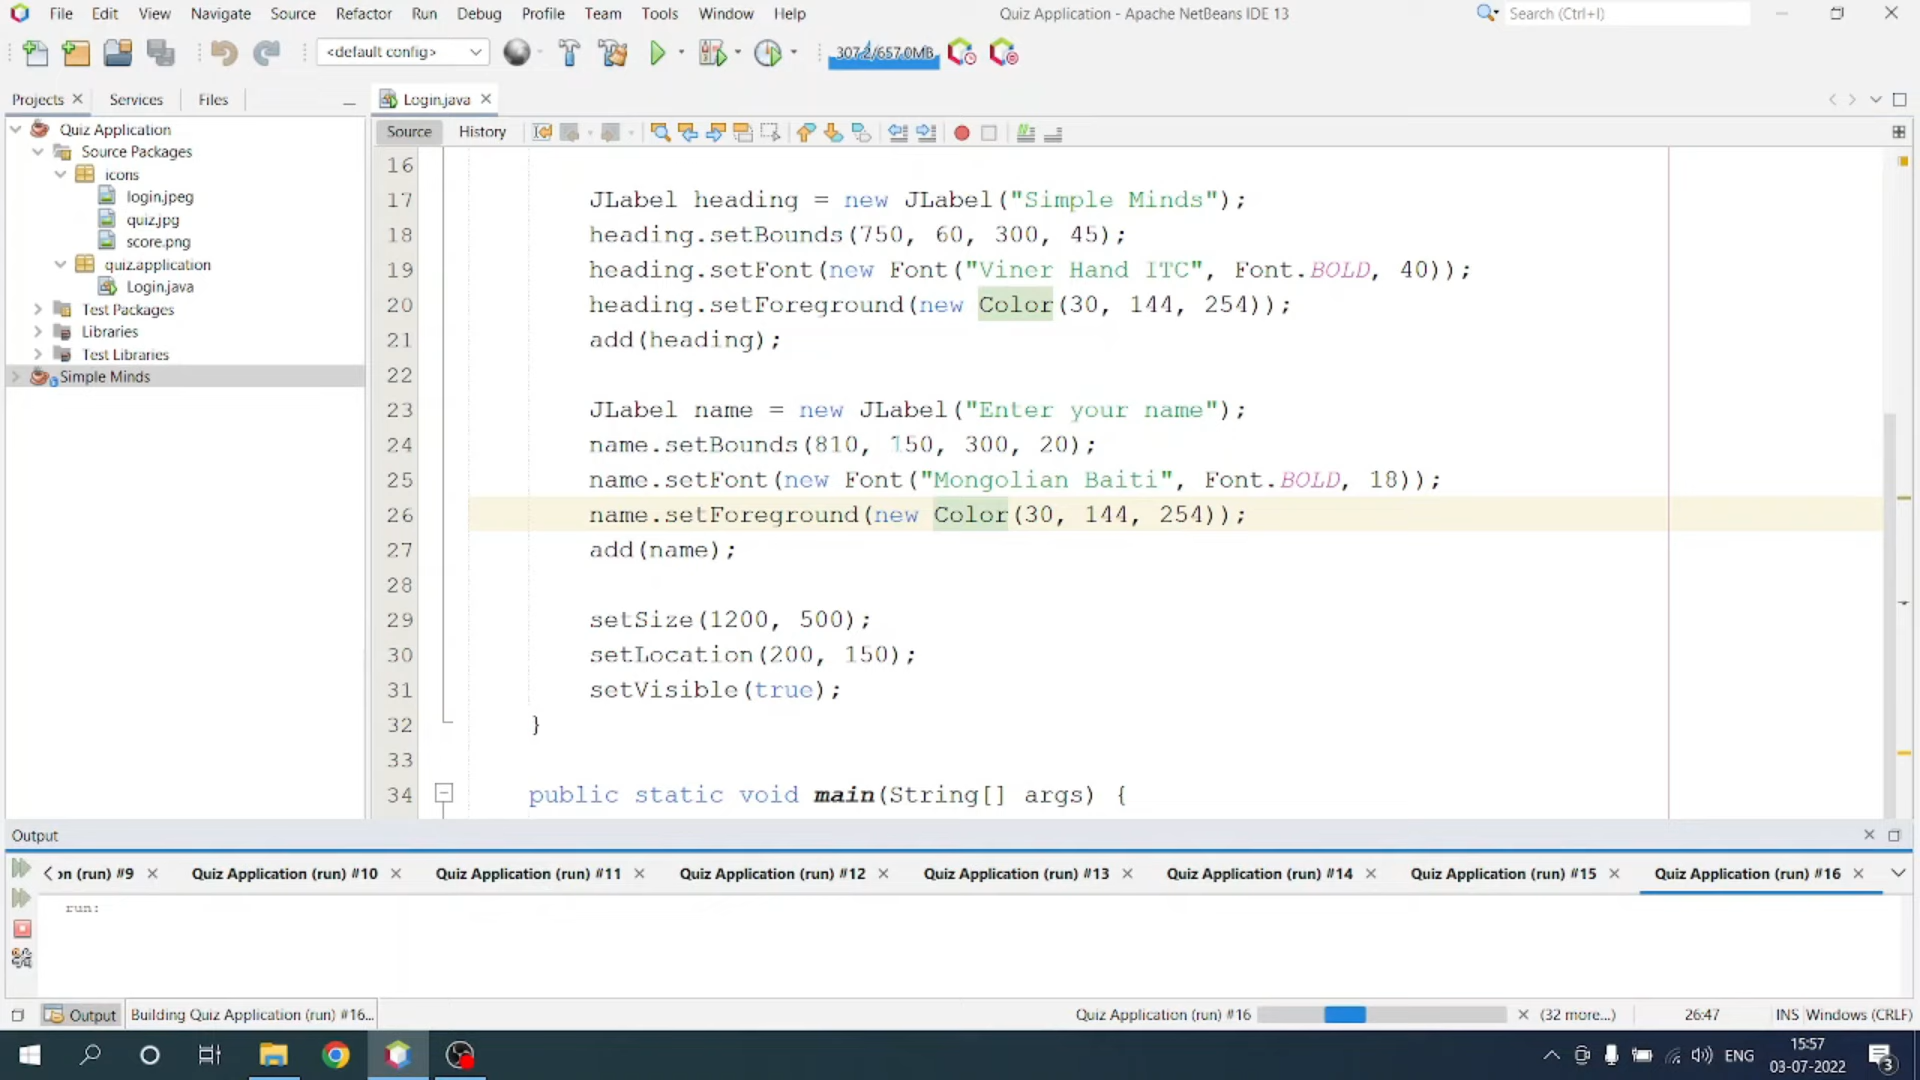 File Edit View Navigate Source Refactor Run Debug Profile Team Tools Window Help
Quiz Application - Apache NetBeans IDE 13
Search (Ctrl+I)
<default config>
307.2/657.0MB
Projects
Services
Files
Login.java
Source
History
Quiz Application
Source Packages
icons
login.jpeg
quiz.jpg
score.png
quiz.application
Login.java
Test Packages
Libraries
Test Libraries
Simple Minds
16
17 JLabel heading = new JLabel("Simple Minds");
18 heading.setBounds(750, 60, 300, 45);
19 heading.setFont(new Font("Viner Hand ITC", Font.BOLD, 40));
20 heading.setForeground(new Color(30, 144, 254));
21 add(heading);
22
23 JLabel name = new JLabel("Enter your name");
24 name.setBounds(810, 150, 300, 20);
25 name.setFont(new Font("Mongolian Baiti", Font.BOLD, 18));
26 name.setForeground(new Color(30, 144, 254));
27 add(name);
28
29 setSize(1200, 500);
30 setLocation(200, 150);
31 setVisible(true);
32 }
33
34 public static void main(String[] args) {
Output
(run) #9
Quiz Application (run) #10
Quiz Application (run) #11
Quiz Application (run) #12
Quiz Application (run) #13
Quiz Application (run) #14
Quiz Application (run) #15
Quiz Application (run) #16
run:
Output
Building Quiz Application (run) #16...
Quiz Application (run) #16
(32 more...)
26:47
INS
Windows (CRLF)
ENG
15:57
03-07-2022
3